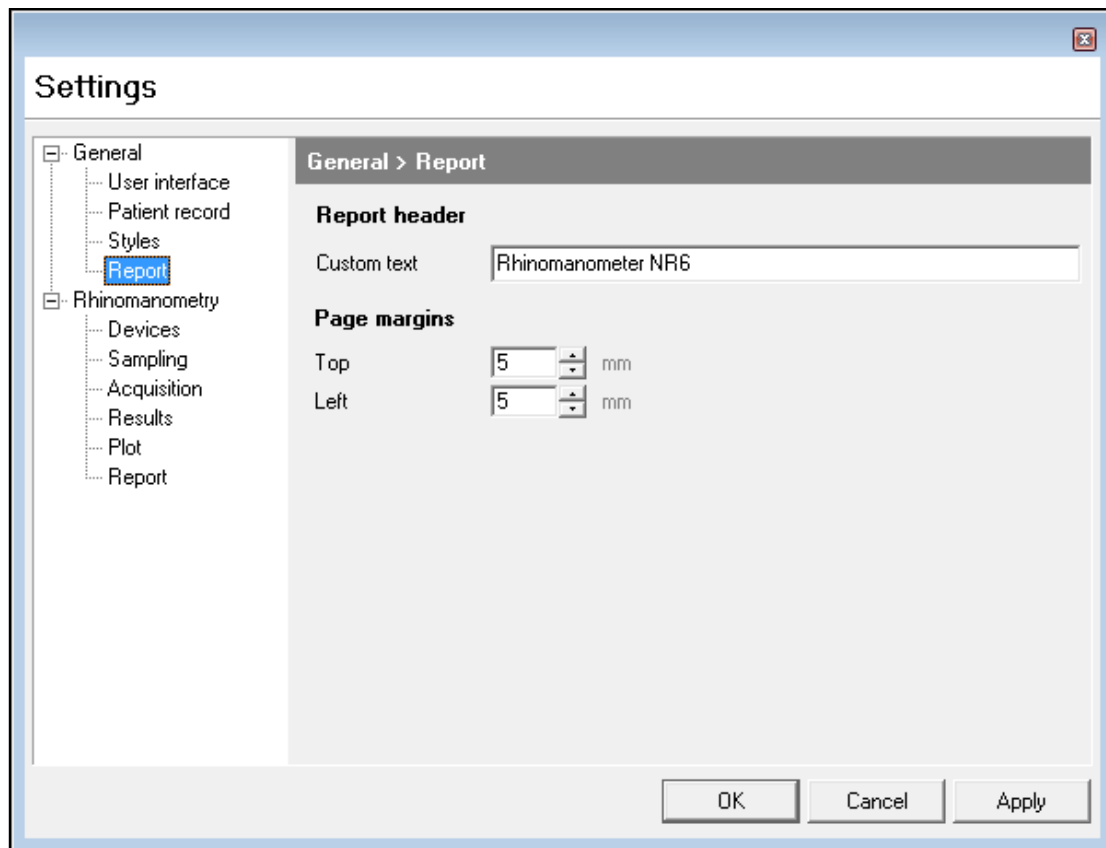 Settings
General
User interface
Patient record
Styles
Report
Rhinomanometry
Devices
Sampling
Acquisition
Results
Plot
Report
General > Report
Report header
Custom text Rhinomanometer NR6
Page margins
Top 5 mm
Left 5 mm
OK Cancel Apply